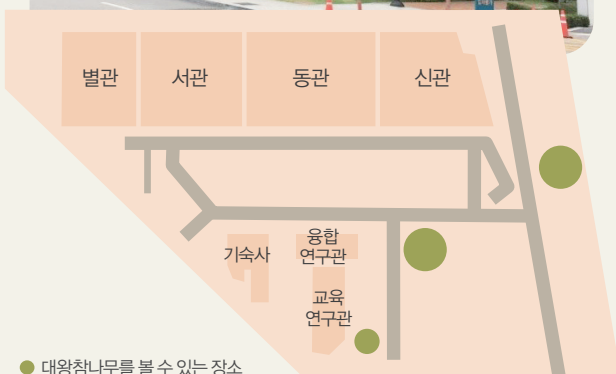 별관
서관
동관
신관
기숙사
융합
연구관
교육
연구관
대왕참나무를 볼 수 있는 장소